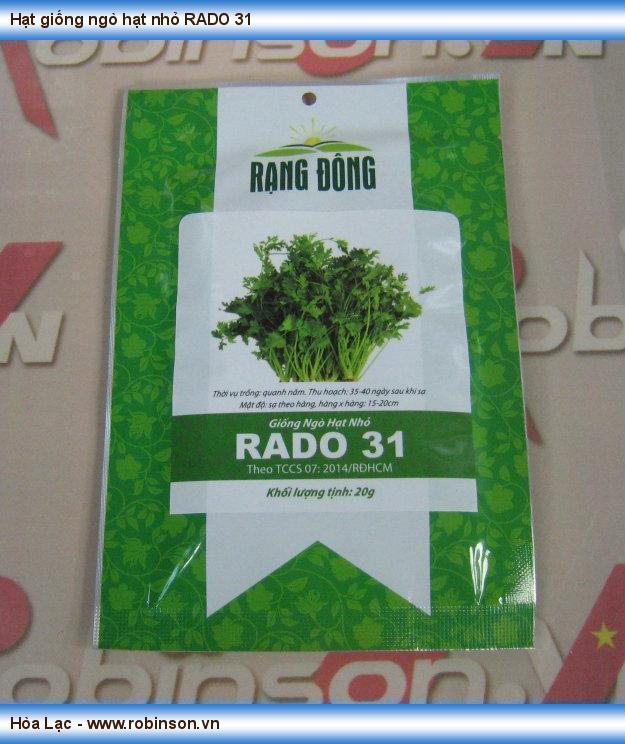 Hạt giống ngò hạt nhỏ RADO 31
RẠNG ĐÔNG
Thời vụ trồng: quanh năm. Thu hoạch: 35-40 ngày sau khi sạ
Mật độ: sạ theo hàng, hàng x hàng: 15-20cm
Giống Ngò Hạt Nhỏ
RADO 31
Theo TCCS 07: 2014/RĐHCM
Khối lượng tịnh: 20g
Robinson.VN
Hòa Lạc - www.robinson.vn